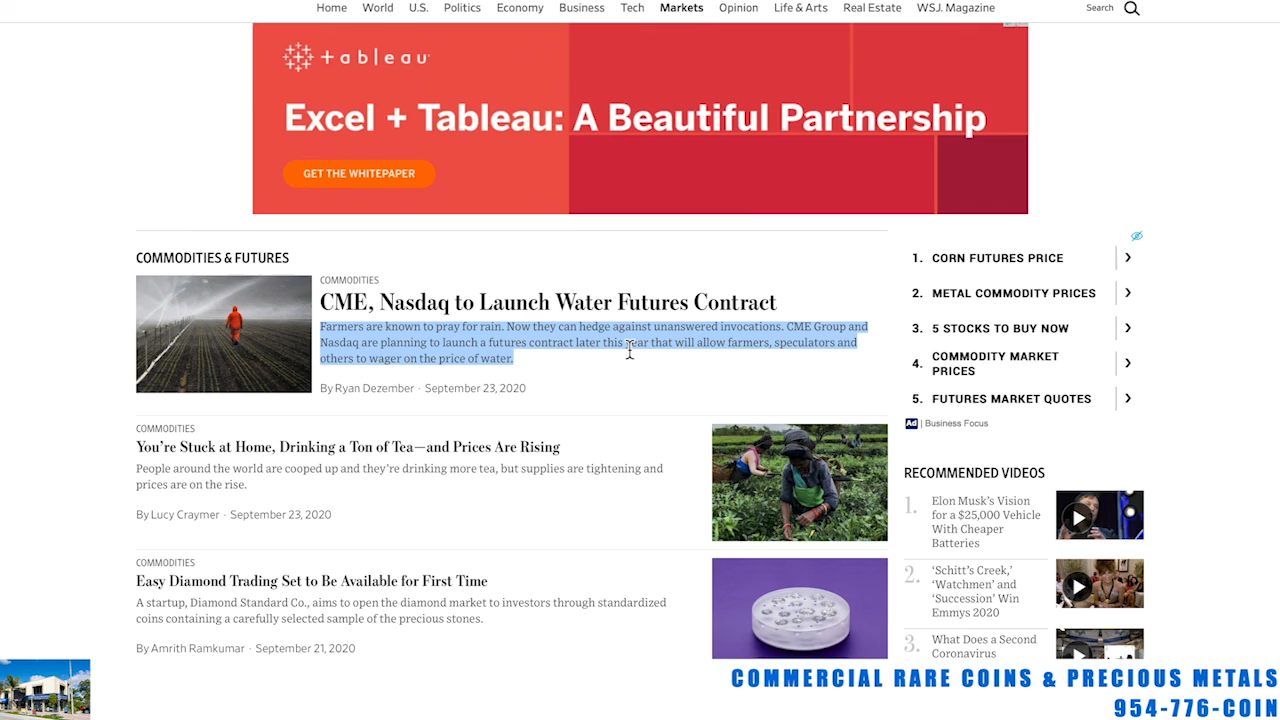 Home World U.S. Politics Economy Business Tech Markets Opinion Life & Arts Real Estate WSJ. Magazine Search
+ableau
Excel + Tableau: A Beautiful Partnership
GET THE WHITEPAPER
COMMODITIES & FUTURES
COMMODITIES
CME, Nasdaq to Launch Water Futures Contract
Farmers are known to pray for rain. Now they can hedge against unanswered invocations. CME Group and
Nasdaq are planning to launch a futures contract later this year that will allow farmers, speculators and
others to wager on the price of water.
By Ryan Dezember · September 23, 2020
COMMODITIES
You're Stuck at Home, Drinking a Ton of Tea—and Prices Are Rising
People around the world are cooped up and they're drinking more tea, but supplies are tightening and
prices are on the rise.
By Lucy Craymer · September 23, 2020
COMMODITIES
Easy Diamond Trading Set to Be Available for First Time
A startup, Diamond Standard Co., aims to open the diamond market to investors through standardized
coins containing a carefully selected sample of the precious stones.
By Amrith Ramkumar · September 21, 2020
1. CORN FUTURES PRICE
2. METAL COMMODITY PRICES
3. 5 STOCKS TO BUY NOW
4. COMMODITY MARKET
PRICES
5. FUTURES MARKET QUOTES
Ad | Business Focus
RECOMMENDED VIDEOS
1. Elon Musk's Vision
for a $25,000 Vehicle
With Cheaper
Batteries
2. 'Schitt's Creek,'
'Watchmen' and
'Succession' Win
Emmys 2020
3. What Does a Second
Coronavirus
COMMERCIAL RARE COINS & PRECIOUS METALS
954-776-COIN